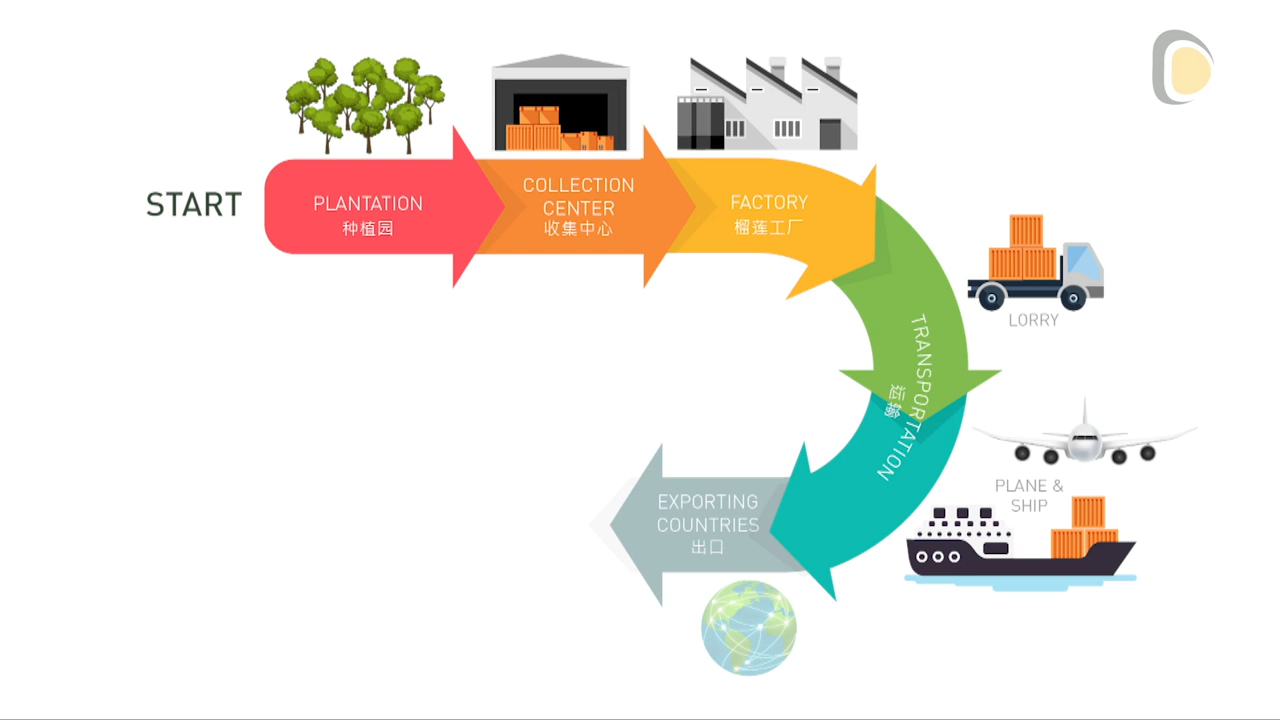 START
PLANTATION
种植园
COLLECTION
CENTER
收集中心
FACTORY
榴莲工厂
LORRY
TRANSPORTATION
运输
PLANE &
SHIP
EXPORTING
COUNTRIES
出口